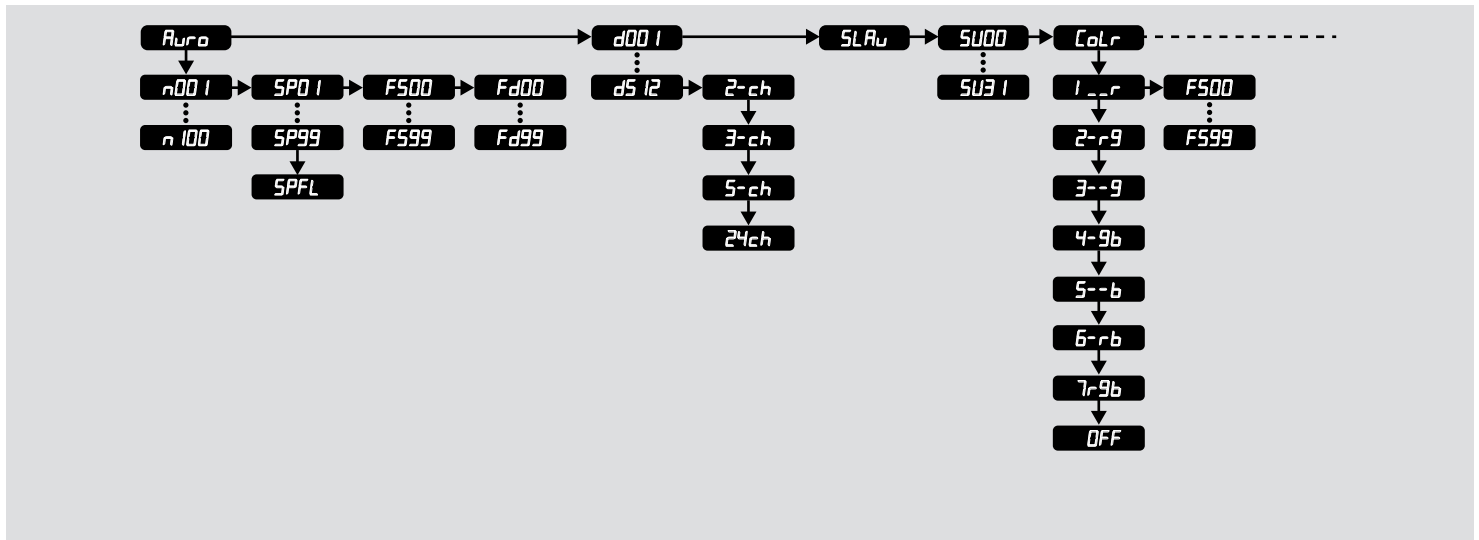 Auro d001 SLAu SU00 CoLr
n001 SP01 FS00 Fd00 d512 2-ch SU31 1__r FS00
n100 SP99 FS99 Fd99 3-ch 2-r9 FS99
SPFL 5-ch 3--9
24ch 4-9b
5--b
6-rb
7r9b
OFF